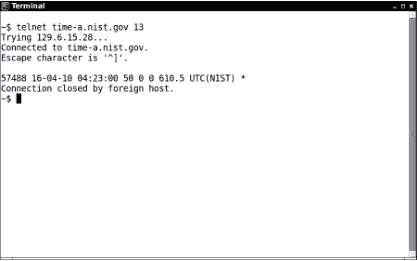 Terminal
~$ telnet time-a.nist.gov 13
Trying 129.6.15.28...
Connected to time-a.nist.gov.
Escape character is '^]'.
57488 16-04-10 04:23:00 50 0 0 610.5 UTC(NIST) *
Connection closed by foreign host.
~$